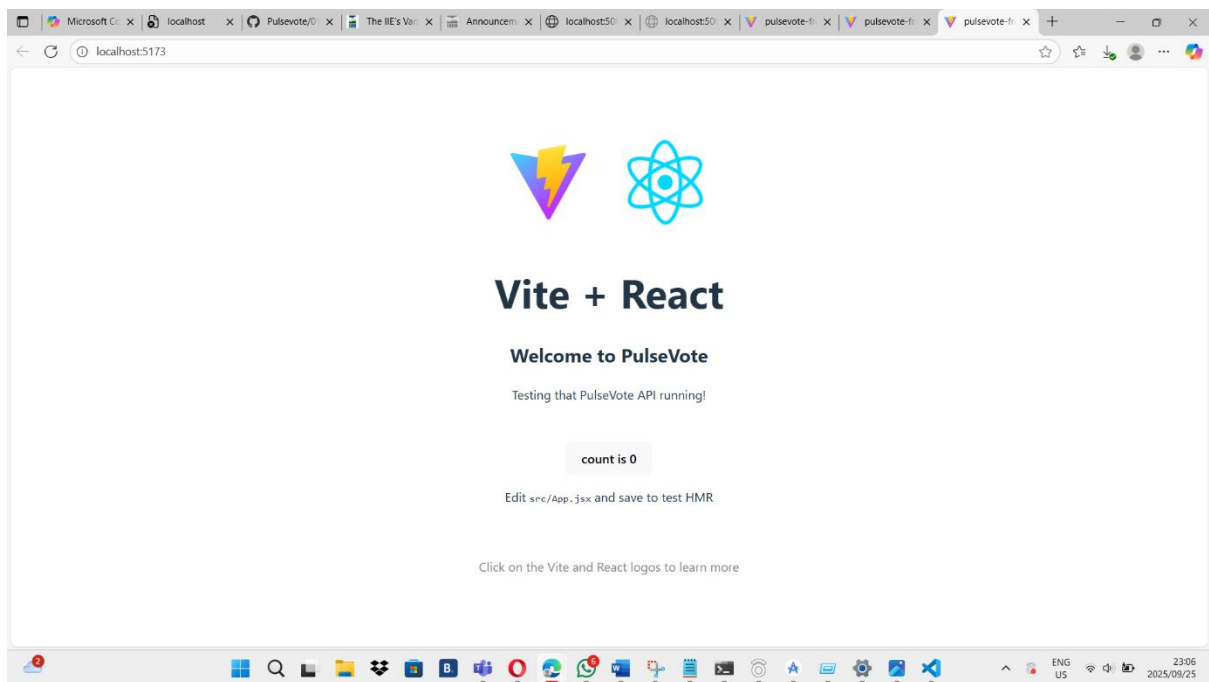 Microsoft Co
localhost
Pulsevote/0
The IIE's Var
Announcem
localhost:50
localhost:50
pulsevote-fr
pulsevote-fr
pulsevote-fr
localhost:5173
Vite + React
Welcome to PulseVote
Testing that PulseVote API running!
count is 0
Edit src/App.jsx and save to test HMR
Click on the Vite and React logos to learn more
2
B.
9
W
ENG
US
23:06
2025/09/25